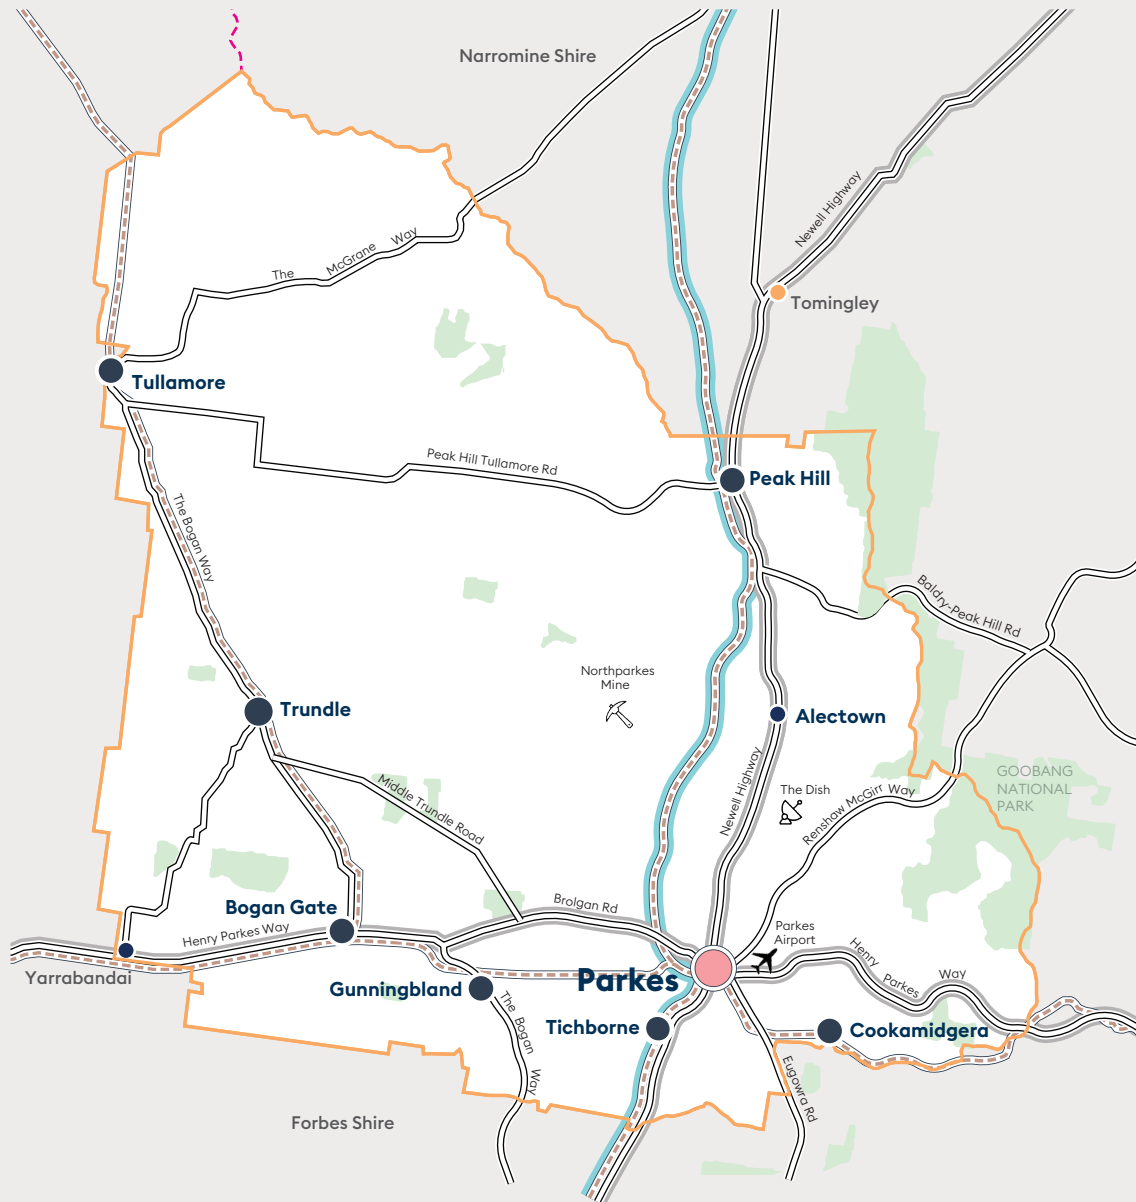 Narromine Shire
Newell Highway
The McGrane Way
Tomingley
Tullamore
Peak Hill Tullamore Rd
Peak Hill
The Bogan Way
Baldry-Peak Hill Rd
Northparkes
Mine
Trundle
Alectown
GOOBANG
NATIONAL
PARK
Newell Highway
The Dish
Renshaw McGirr Way
Middle Trundle Road
Bogan Gate
Brolgan Rd
Henry Parkes Way
Parkes
Airport
Henry Parkes Way
Yarrabandai
Parkes
Gunningbland
The Bogan Way
Tichborne
Cookamidgera
Eugowra Rd
Forbes Shire